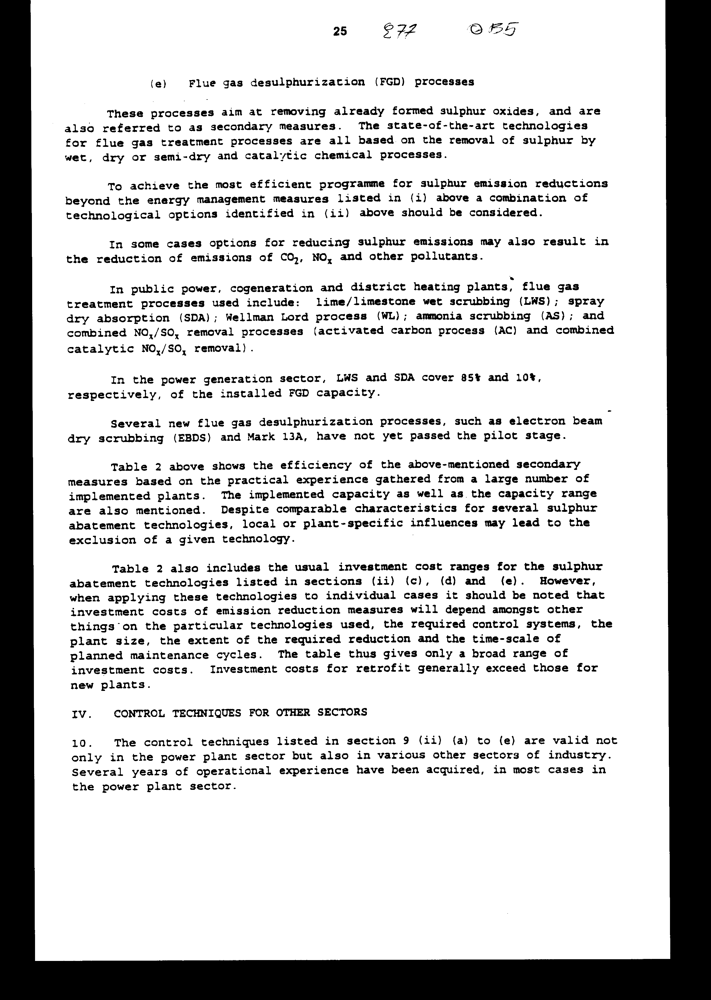 25
(e) Flue gas desulphurization (FGD) processes
These processes aim at removing already formed sulphur oxides, and are
also referred to as secondary measures. The state-of-the-art technologies
for flue gas treatment processes are all based on the removal of sulphur by
wet, dry or semi-dry and catalytic chemical processes.
To achieve the most efficient programme for sulphur emission reductions
beyond the energy management measures listed in (i) above a combination of
technological options identified in (ii) above should be considered.
In some cases options for reducing sulphur emissions may also result in
the reduction of emissions of CO₂, NOₓ and other pollutants.
In public power, cogeneration and district heating plants, flue gas
treatment processes used include: lime/limestone wet scrubbing (LWS); spray
dry absorption (SDA); Wellman Lord process (WL); ammonia scrubbing (AS); and
combined NOₓ/SOₓ removal processes (activated carbon process (AC) and combined
catalytic NOₓ/SOₓ removal).
In the power generation sector, LWS and SDA cover 85% and 10%,
respectively, of the installed FGD capacity.
Several new flue gas desulphurization processes, such as electron beam
dry scrubbing (EBDS) and Mark 13A, have not yet passed the pilot stage.
Table 2 above shows the efficiency of the above-mentioned secondary
measures based on the practical experience gathered from a large number of
implemented plants. The implemented capacity as well as the capacity range
are also mentioned. Despite comparable characteristics for several sulphur
abatement technologies, local or plant-specific influences may lead to the
exclusion of a given technology.
Table 2 also includes the usual investment cost ranges for the sulphur
abatement technologies listed in sections (ii) (c), (d) and (e). However,
when applying these technologies to individual cases it should be noted that
investment costs of emission reduction measures will depend amongst other
things on the particular technologies used, the required control systems, the
plant size, the extent of the required reduction and the time-scale of
planned maintenance cycles. The table thus gives only a broad range of
investment costs. Investment costs for retrofit generally exceed those for
new plants.
IV. CONTROL TECHNIQUES FOR OTHER SECTORS
10. The control techniques listed in section 9 (ii) (a) to (e) are valid not
only in the power plant sector but also in various other sectors of industry.
Several years of operational experience have been acquired, in most cases in
the power plant sector.